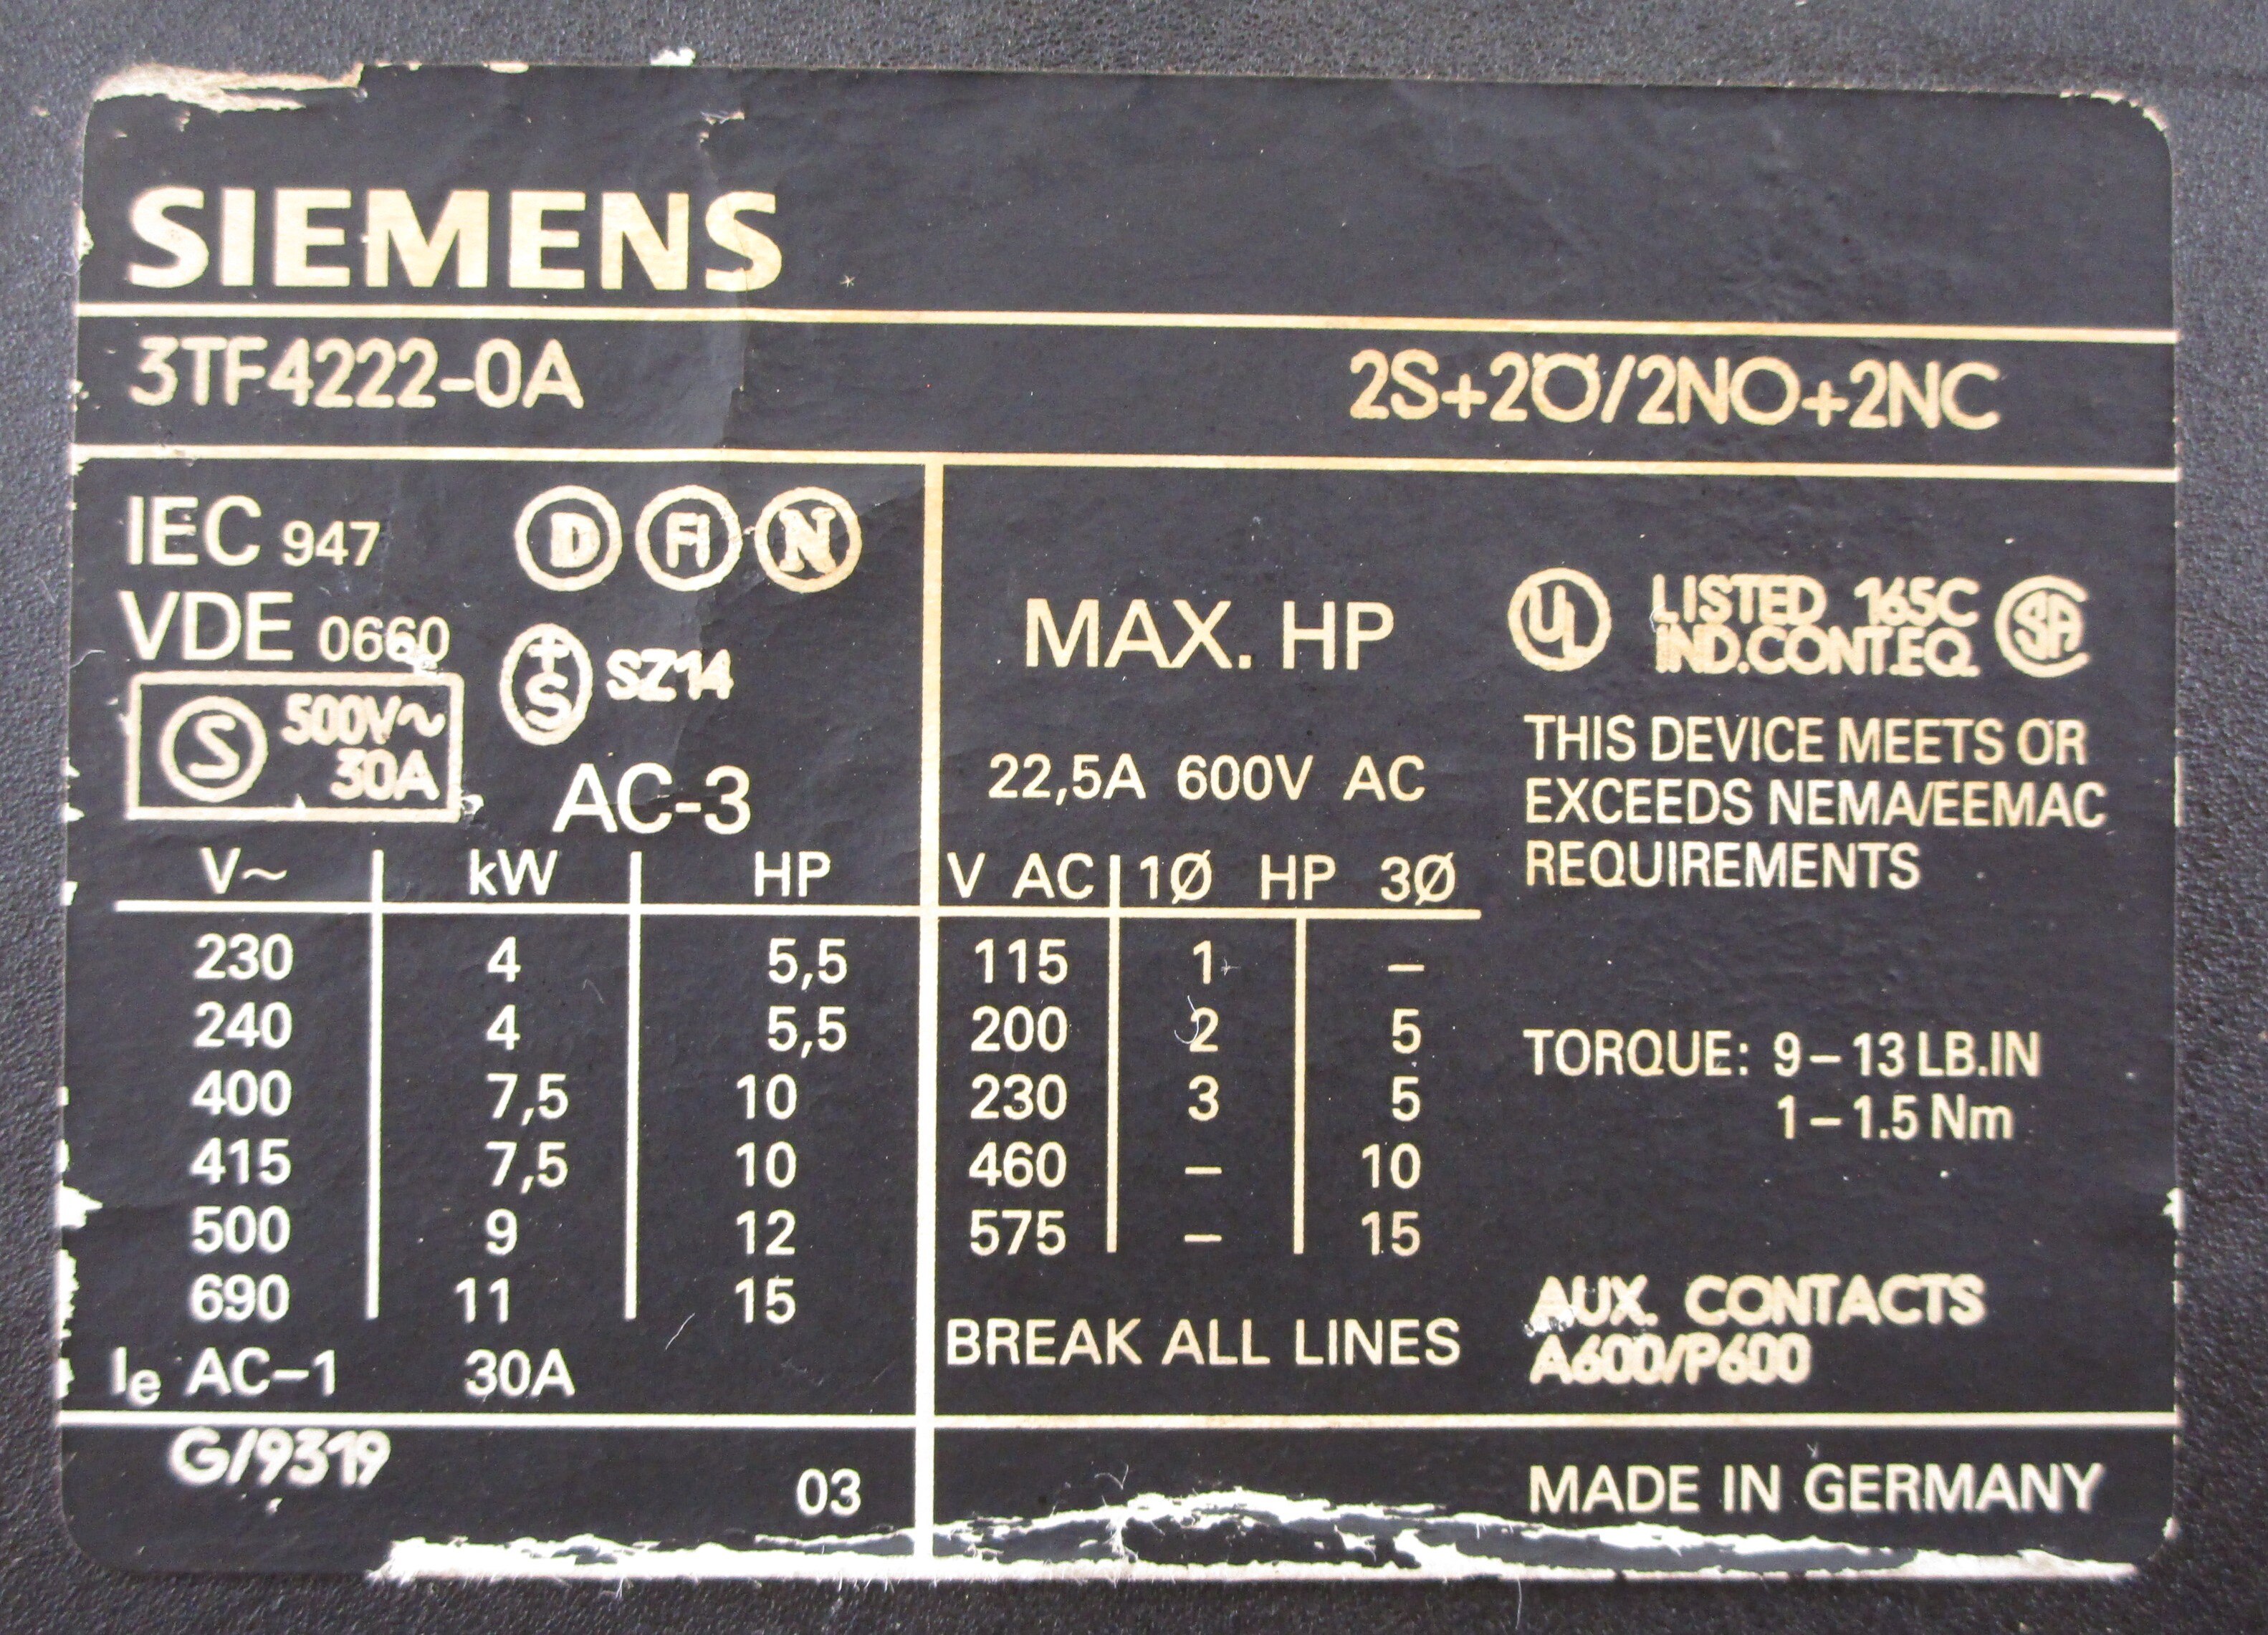 SIEMENS
3TF4222-0A 2S+2Ö/2NO+2NC
IEC 947 D FI N
VDE 0660
S 500V~ +S SZ14
30A
AC-3
V~ kW HP
230 4 5,5
240 4 5,5
400 7,5 10
415 7,5 10
500 9 12
690 11 15
Ie AC-1 30A
MAX. HP
22,5A 600V AC
V AC 1Ø HP 3Ø
115 1 –
200 2 5
230 3 5
460 – 10
575 – 15
BREAK ALL LINES
UL LISTED 165C SA
IND.CONT.EQ.
THIS DEVICE MEETS OR
EXCEEDS NEMA/EEMAC
REQUIREMENTS
TORQUE: 9 – 13 LB.IN
1 – 1.5 Nm
AUX. CONTACTS
A600/P600
G/9319 03
MADE IN GERMANY